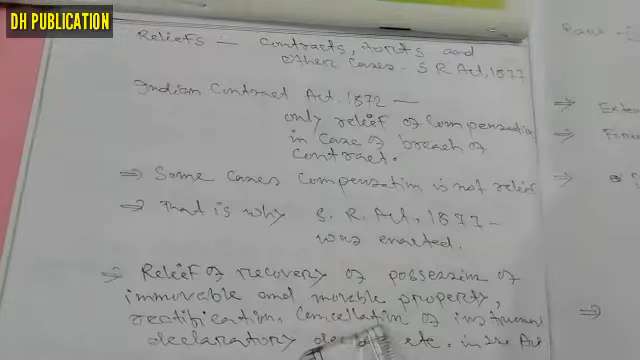 DH PUBLICATION
Reliefs — Contracts, torts and
other cases. S R Act, 1877
Indian Contract Act. 1872 —
only relief of Compensation
in case of breach of
Contract.
⇒ Some cases compensation is not relief
⇒ That is why S. R. Act, 1877 –
was enacted.
⇒ Relief of recovery of possession of
immovable and movable property,
rectification, Cancellation of instrumen
declaratory etc. in the Act
⇒
⇒
⇒
⇒